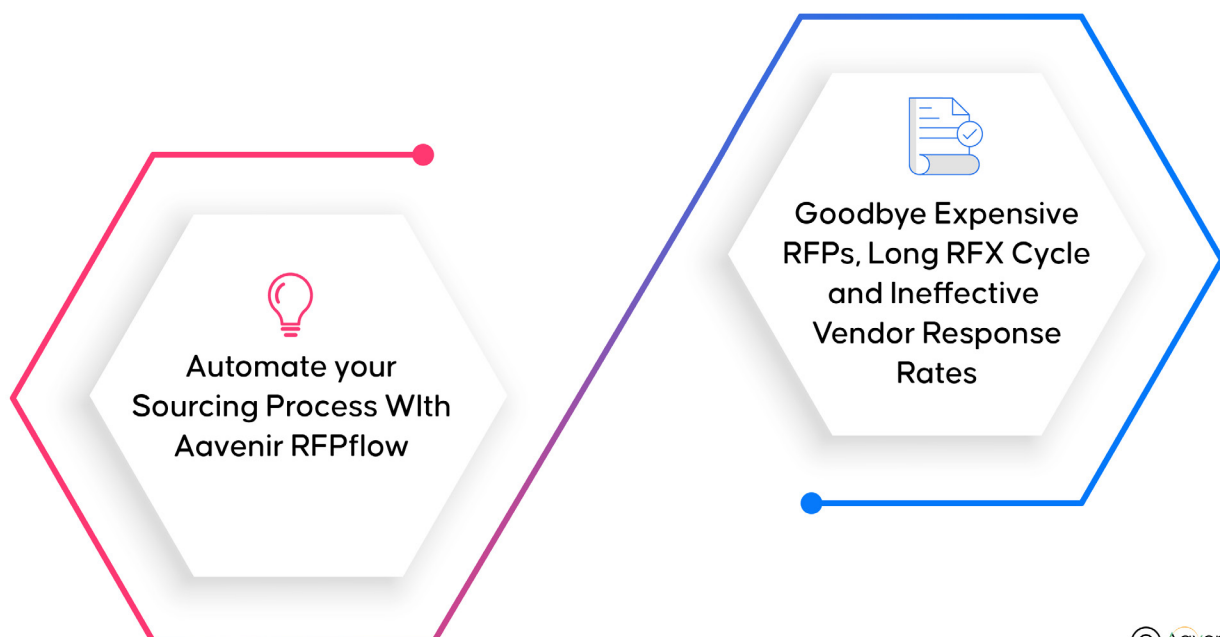 Automate your
Sourcing Process WIth
Aavenir RFPflow
Goodbye Expensive
RFPs, Long RFX Cycle
and Ineffective
Vendor Response
Rates